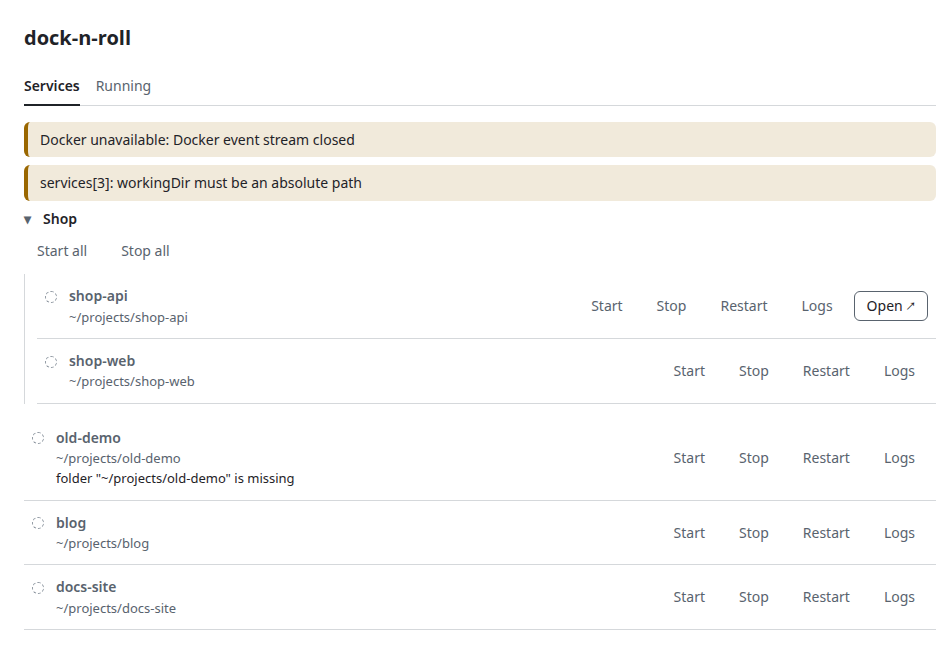 dock-n-roll
Services Running
Docker unavailable: Docker event stream closed
services[3]: workingDir must be an absolute path
▼ Shop
Start all Stop all
shop-api
~/projects/shop-api
Start Stop Restart Logs Open ↗
shop-web
~/projects/shop-web
Start Stop Restart Logs
old-demo
~/projects/old-demo
folder "~/projects/old-demo" is missing
Start Stop Restart Logs
blog
~/projects/blog
Start Stop Restart Logs
docs-site
~/projects/docs-site
Start Stop Restart Logs